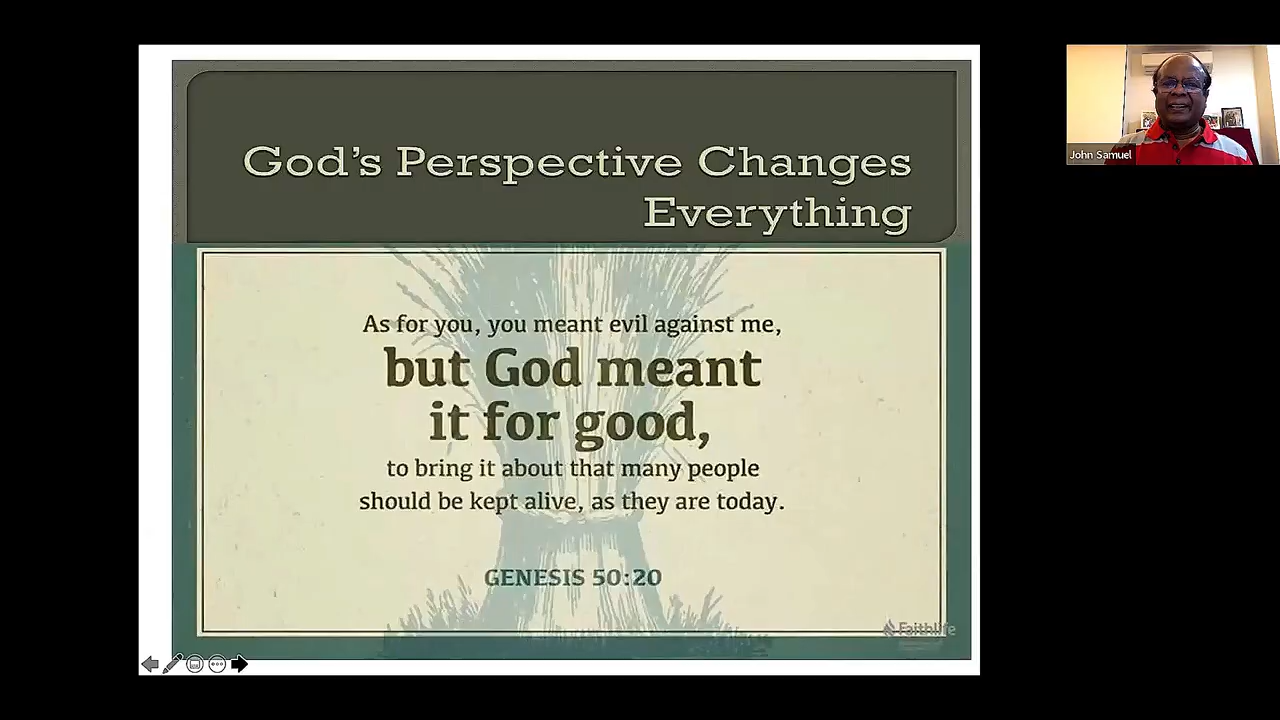 God's Perspective Changes
Everything
As for you, you meant evil against me,
but God meant
it for good,
to bring it about that many people
should be kept alive, as they are today.
GENESIS 50:20
Faithlife
John Samuel